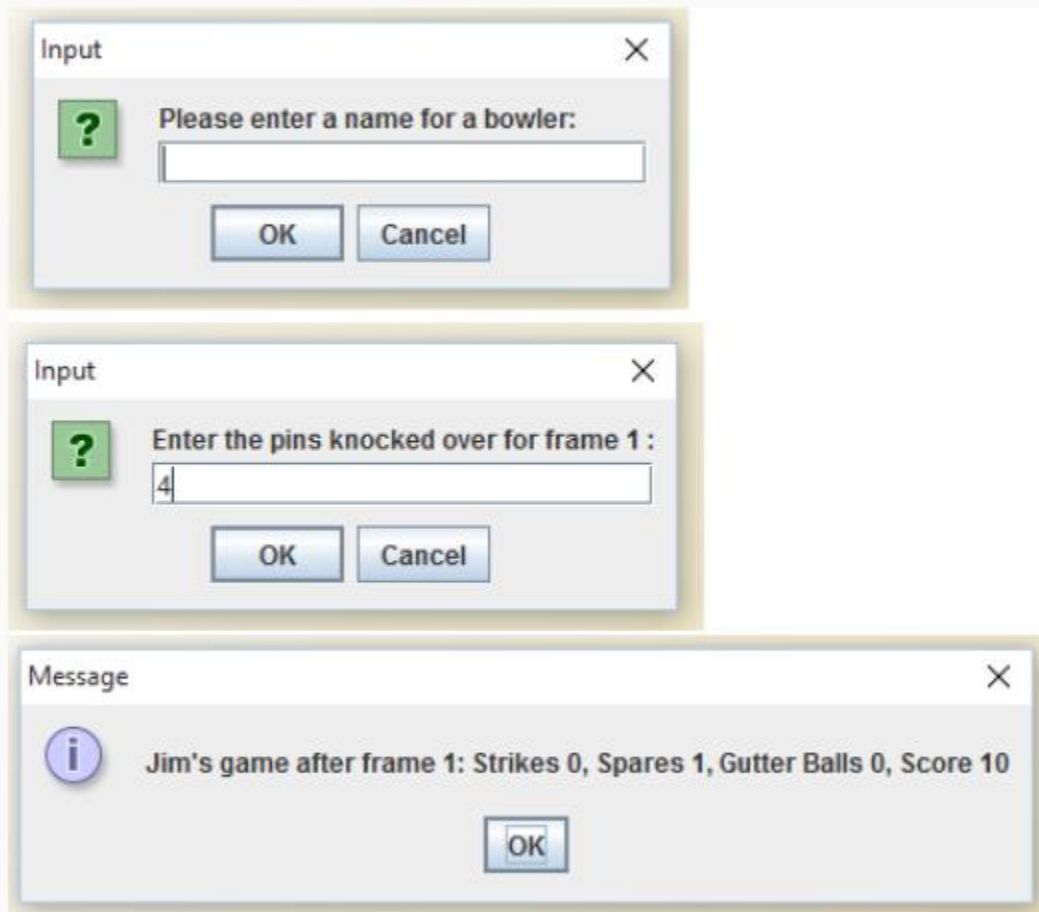 Input
?
Please enter a name for a bowler:
OK Cancel
Input
?
Enter the pins knocked over for frame 1 :
4
OK Cancel
Message
i
Jim's game after frame 1: Strikes 0, Spares 1, Gutter Balls 0, Score 10
OK